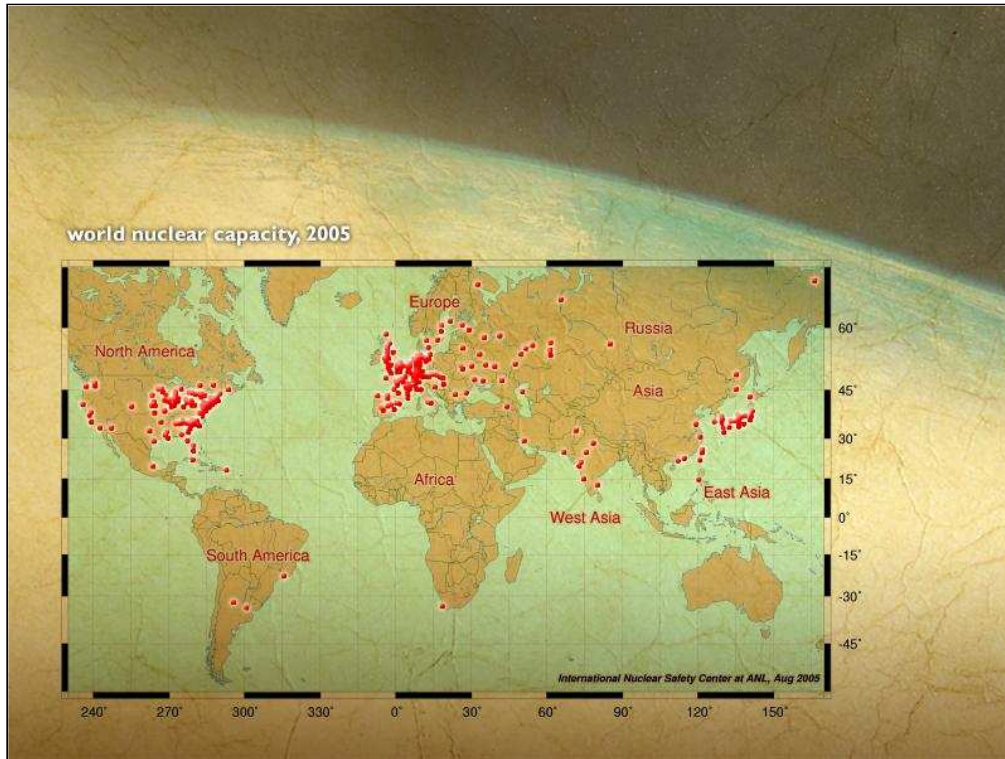 world nuclear capacity, 2005
Europe
60˚
Russia
North America
Asia
45˚
30˚
Africa
15˚
East Asia
West Asia
0˚
South America
-15˚
-30˚
-45˚
International Nuclear Safety Center at ANL, Aug 2005
240˚ 270˚ 300˚ 330˚ 0˚ 30˚ 60˚ 90˚ 120˚ 150˚